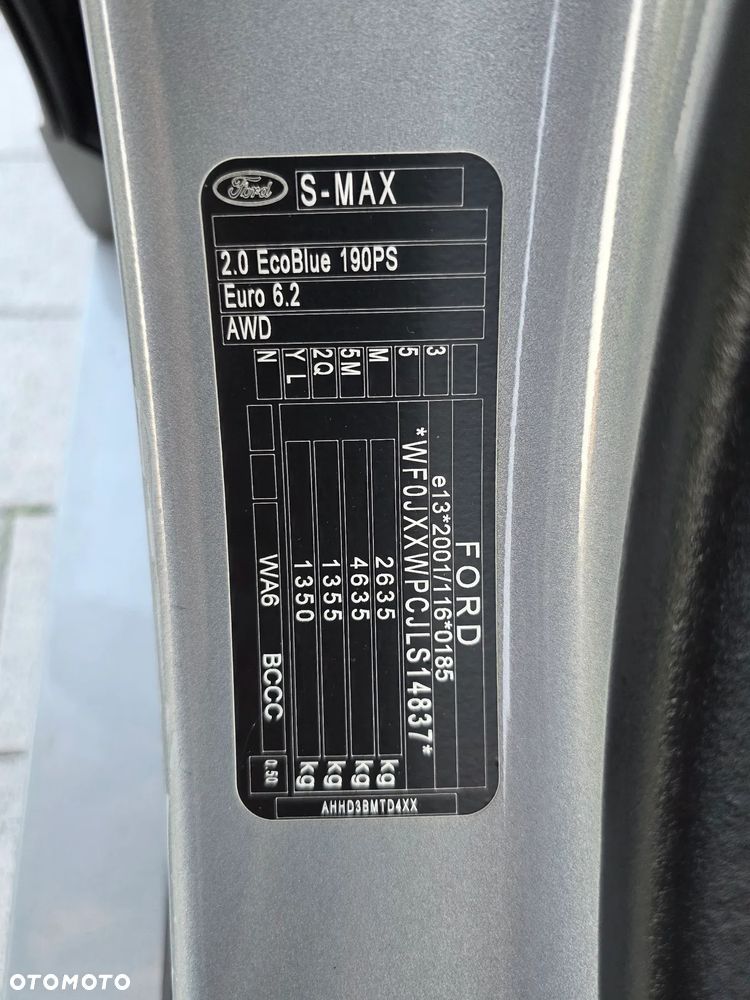 Ford
S-MAX
2.0 EcoBlue 190PS
Euro 6.2
AWD
FORD
e13*2001/116*0185
*WF0JXXWPCJLS14837*
2635 kg
4635 kg
1355 kg
1350 kg
WA6 BCCC 0.50
3
5
M
5M
2Q
Y L
N
AHHD3BMTD4XX
OTOMOTO